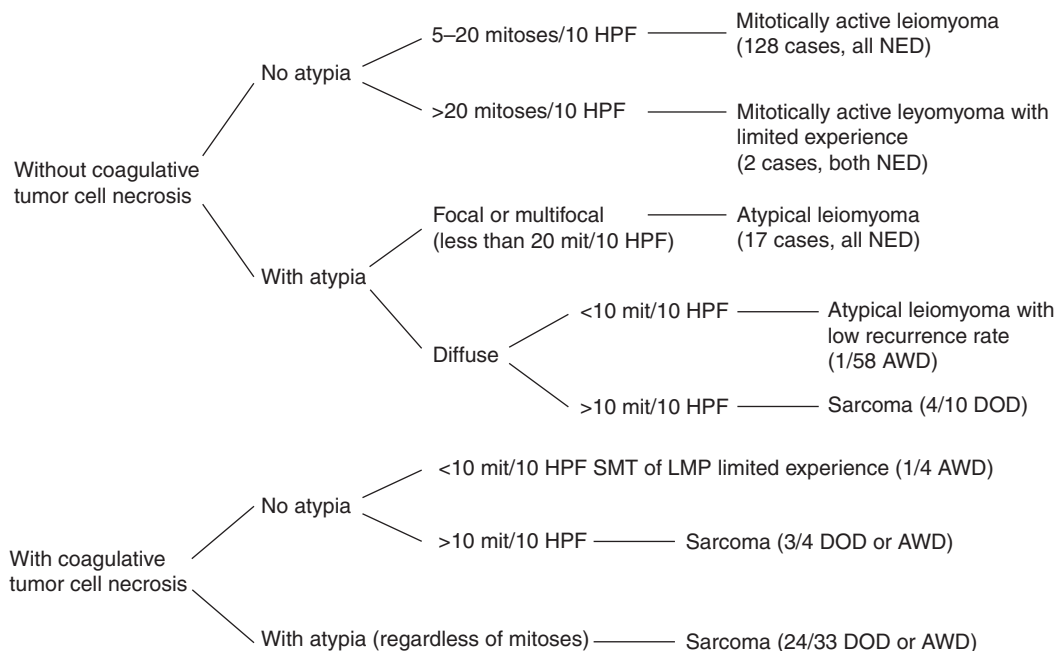 5–20 mitoses/10 HPF
Mitotically active leiomyoma
(128 cases, all NED)
No atypia
>20 mitoses/10 HPF
Mitotically active leyomyoma with
limited experience
(2 cases, both NED)
Without coagulative
tumor cell necrosis
Focal or multifocal
(less than 20 mit/10 HPF)
Atypical leiomyoma
(17 cases, all NED)
With atypia
<10 mit/10 HPF
Atypical leiomyoma with
low recurrence rate
(1/58 AWD)
Diffuse
>10 mit/10 HPF
Sarcoma (4/10 DOD)
<10 mit/10 HPF SMT of LMP limited experience (1/4 AWD)
No atypia
>10 mit/10 HPF
Sarcoma (3/4 DOD or AWD)
With coagulative
tumor cell necrosis
With atypia (regardless of mitoses)
Sarcoma (24/33 DOD or AWD)